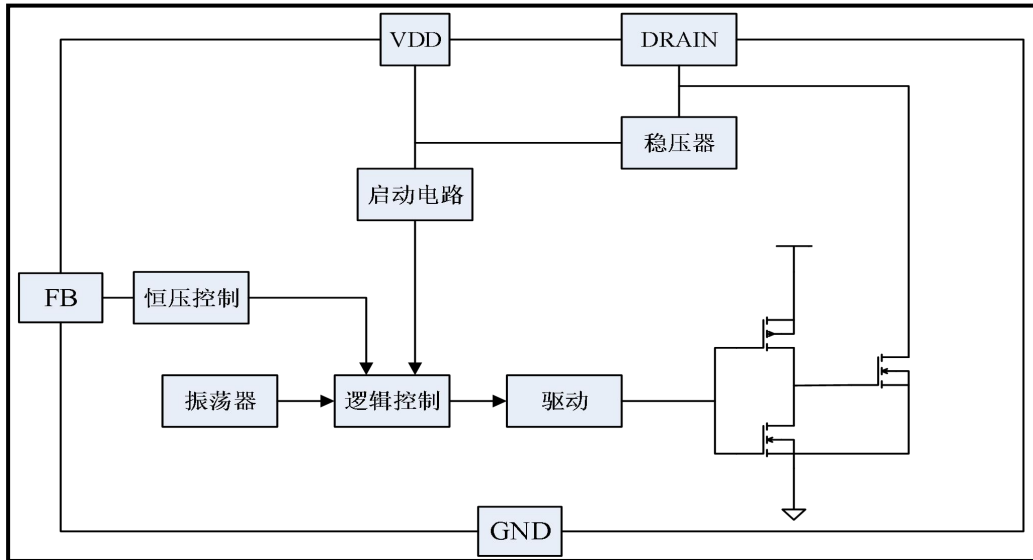 VDD
DRAIN
稳压器
启动电路
FB
恒压控制
振荡器
逻辑控制
驱动
GND